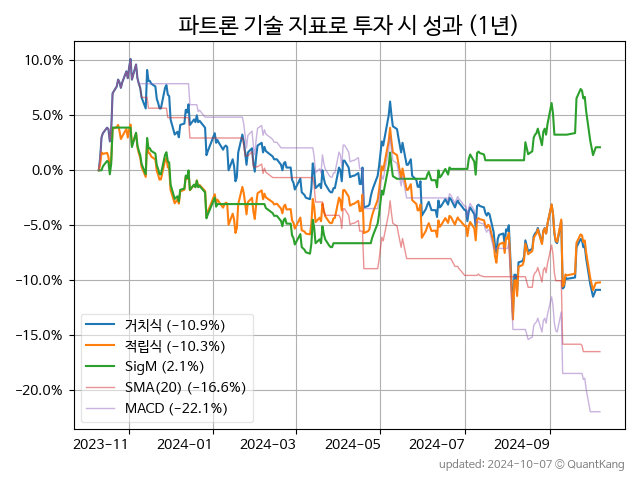 파트론 기술 지표로 투자 시 성과 (1년)
10.0%
5.0%
0.0%
−5.0%
−10.0%
−15.0%
−20.0%
거치식 (−10.9%)
적립식 (−10.3%)
SigM (2.1%)
SMA(20) (−16.6%)
MACD (−22.1%)
2023−11 2024−01 2024−03 2024−05 2024−07 2024−09
updated: 2024−10−07 © QuantKang